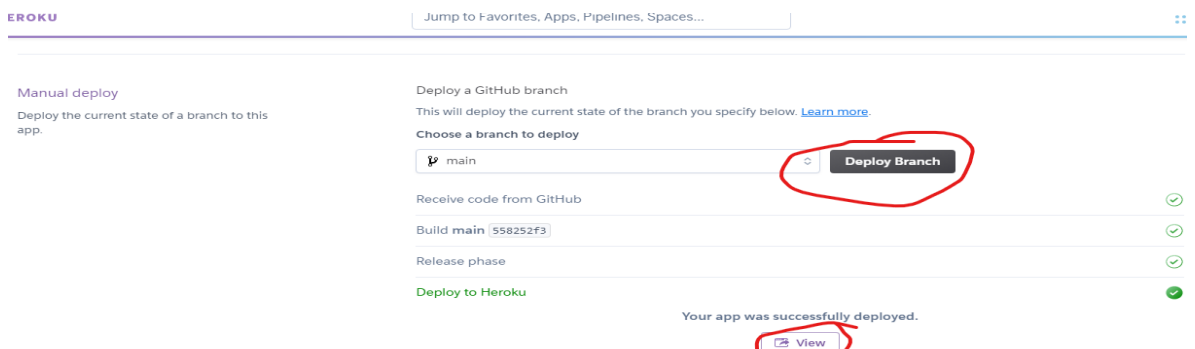 EROKU
Jump to Favorites, Apps, Pipelines, Spaces...
Manual deploy
Deploy the current state of a branch to this
app.
Deploy a GitHub branch
This will deploy the current state of the branch you specify below. Learn more.
Choose a branch to deploy
main
Deploy Branch
Receive code from GitHub
Build main 558252f3
Release phase
Deploy to Heroku
Your app was successfully deployed.
View